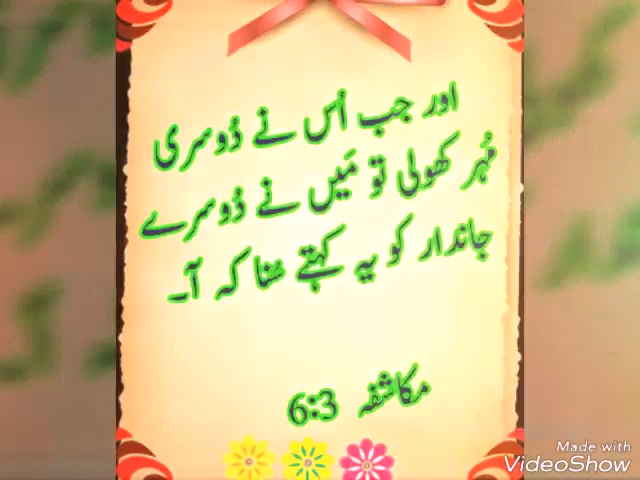 اور جب اُس نے دُوسری
مُہر کھولی تو مَیں نے دُوسرے
جاندار کو یہ کہتے سُنا کہ آ۔
مکاشفہ 6:3
Made with
VideoShow